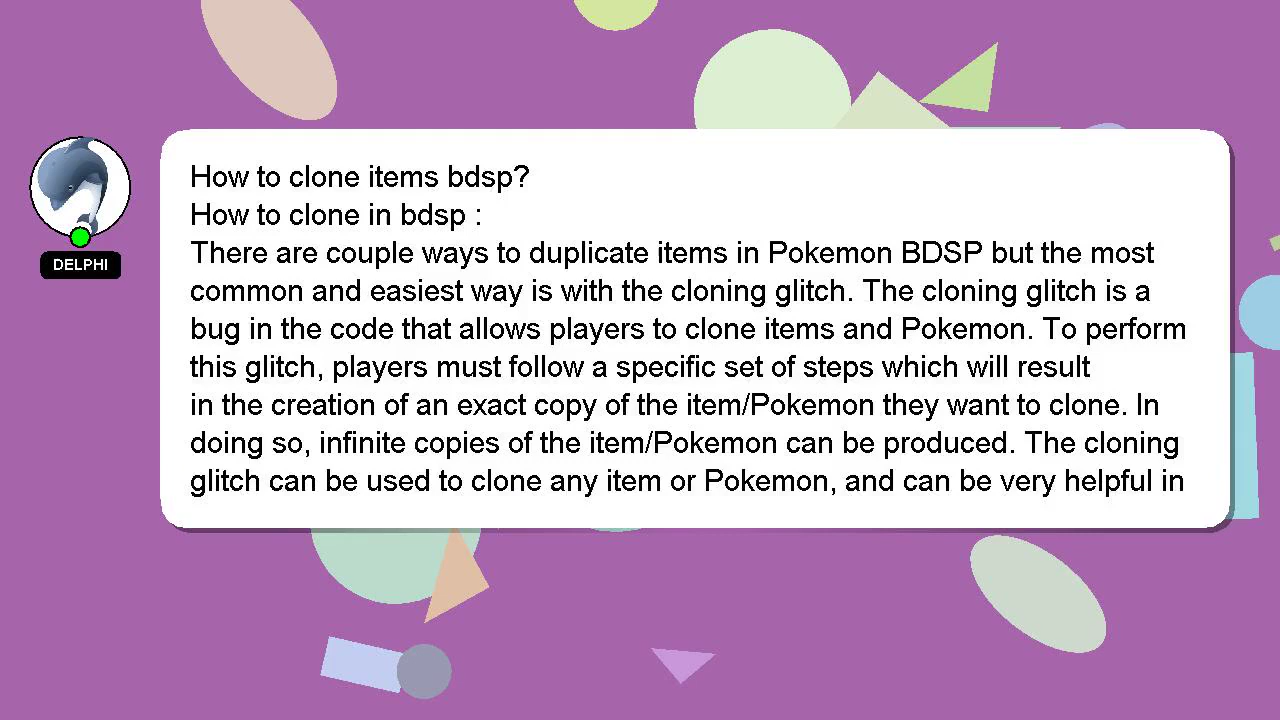 DELPHI
How to clone items bdsp?
How to clone in bdsp :
There are couple ways to duplicate items in Pokemon BDSP but the most
common and easiest way is with the cloning glitch. The cloning glitch is a
bug in the code that allows players to clone items and Pokemon. To perform
this glitch, players must follow a specific set of steps which will result
in the creation of an exact copy of the item/Pokemon they want to clone. In
doing so, infinite copies of the item/Pokemon can be produced. The cloning
glitch can be used to clone any item or Pokemon, and can be very helpful in